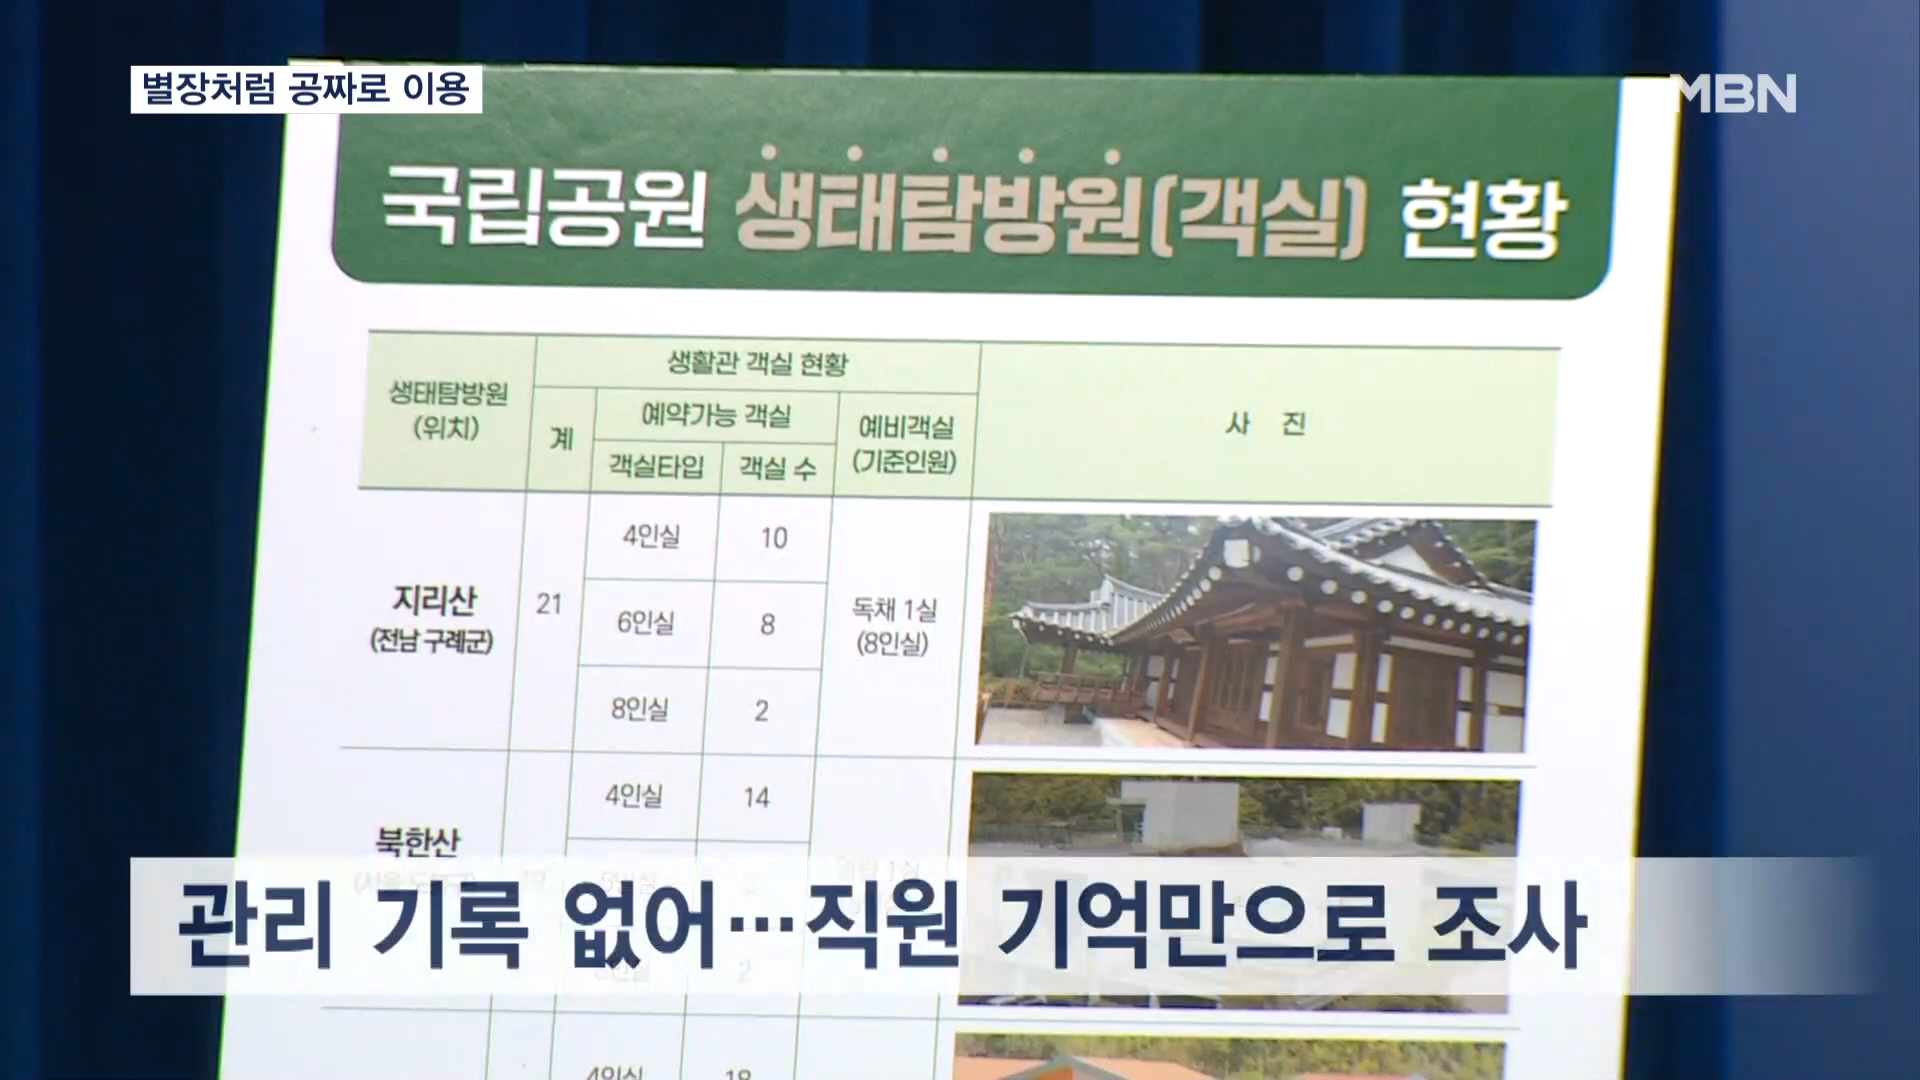 별장처럼 공짜로 이용
MBN
국립공원 생태탐방원(객실) 현황
생태탐방원
(위치)
생활관 객실 현황
계
예약가능 객실
객실타입
객실 수
예비객실
(기준인원)
사 진
지리산
(전남 구례군)
21
4인실
10
6인실
8
8인실
2
독채 1실
(8인실)
북한산
4인실
14
관리 기록 없어…직원 기억만으로 조사
2
4인실
18